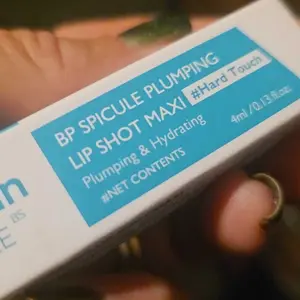 BP SPICULE PLUMPING
LIP SHOT MAXI #Hard Touch
Plumping & Hydrating
#NET CONTENTS 4ml/0.13fl.oz.